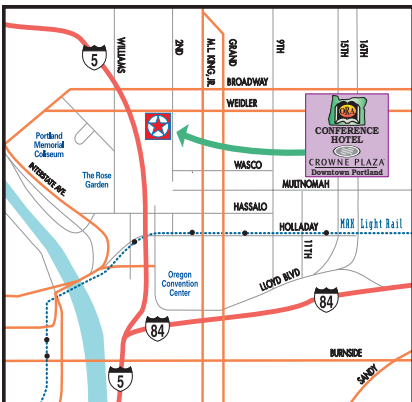 5
WILLIAMS
2ND
M.L KING, JR.
GRAND
9TH
15TH
16TH
BROADWAY
WEIDLER
ORA
CONFERENCE
HOTEL
CROWNE PLAZA
Downtown Portland
Portland
Memorial
Coliseum
INTERSTATE AVE.
The Rose
Garden
WASCO
MULTNOMAH
HASSALO
HOLLADAY
MAX Light Rail
11TH
Oregon
Convention
Center
LLOYD BLVD
84
84
BURNSIDE
SANDY
5